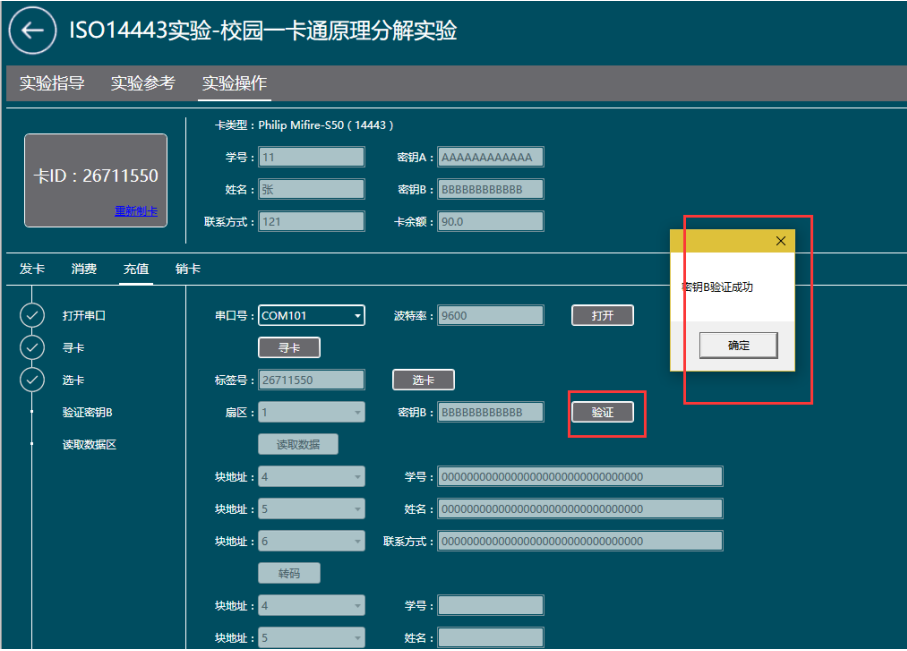 ISO14443实验-校园一卡通原理分解实验
实验指导 实验参考 实验操作
卡类型：Philip Mifire-S50（14443）
卡ID：26711550
重新制卡
学号：11 密钥A：AAAAAAAAAAAA
姓名：张 密钥B：BBBBBBBBBBBB
联系方式：121 卡余额：90.0
发卡 消费 充值 销卡
密钥B验证成功
确定
打开串口 串口号：COM101 波特率：9600 打开
寻卡 寻卡
选卡 标签号：26711550 选卡
验证密钥B 扇区：1 密钥B：BBBBBBBBBBBB 验证
读取数据区 读取数据
块地址：4 学号：00000000000000000000000000000000
块地址：5 姓名：00000000000000000000000000000000
块地址：6 联系方式：00000000000000000000000000000000
转码
块地址：4 学号：
块地址：5 姓名：